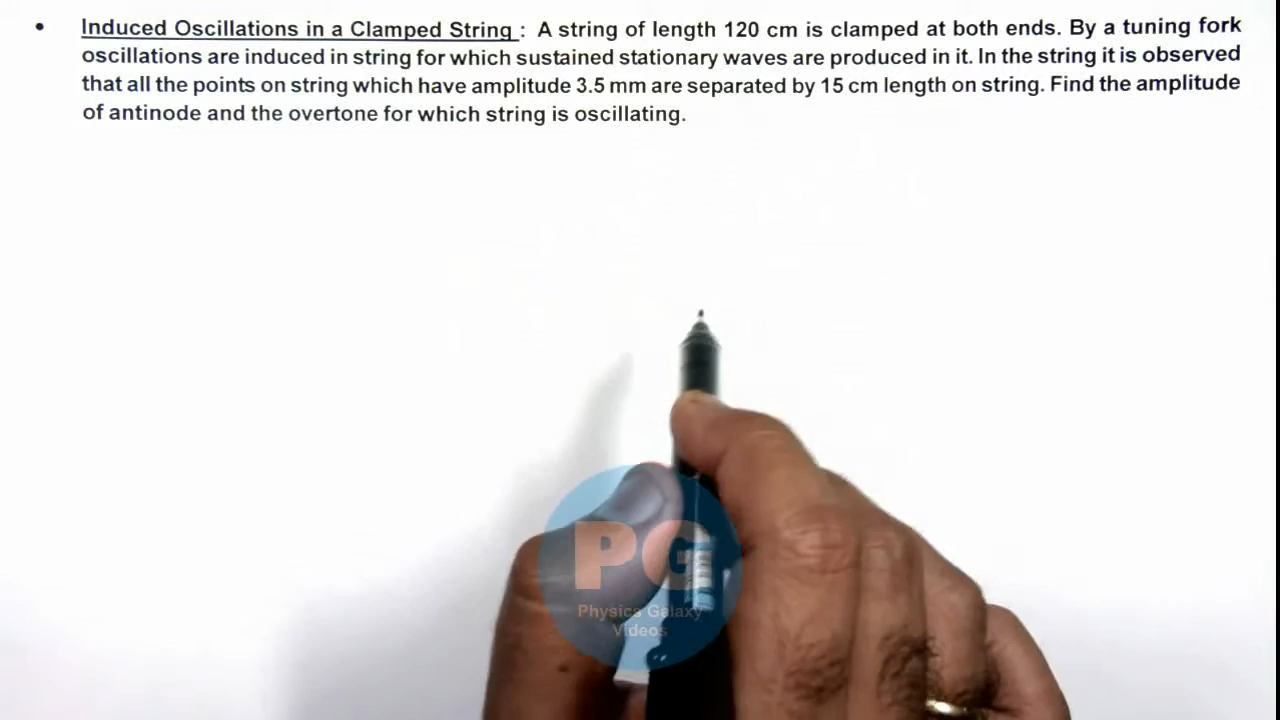 • Induced Oscillations in a Clamped String : A string of length 120 cm is clamped at both ends. By a tuning fork
oscillations are induced in string for which sustained stationary waves are produced in it. In the string it is observed
that all the points on string which have amplitude 3.5 mm are separated by 15 cm length on string. Find the amplitude
of antinode and the overtone for which string is oscillating.
PG
Physics Galaxy
Videos